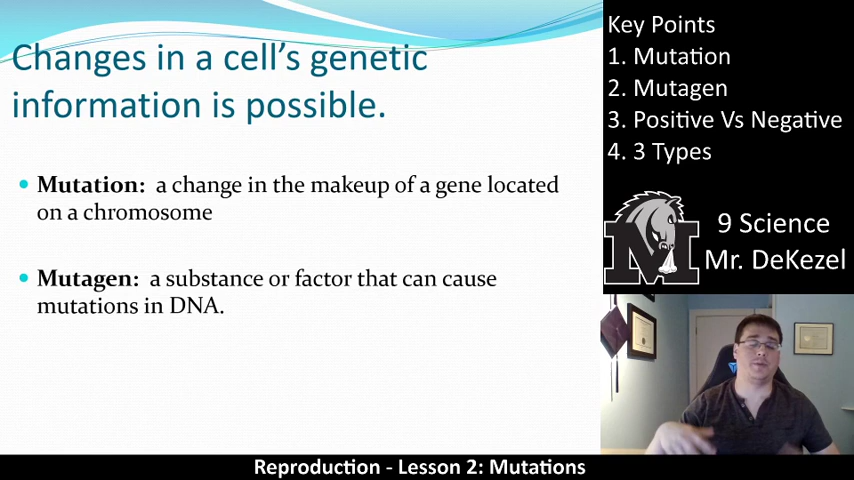 Changes in a cell's genetic
information is possible.
• Mutation: a change in the makeup of a gene located
on a chromosome
• Mutagen: a substance or factor that can cause
mutations in DNA.
Key Points
1. Mutation
2. Mutagen
3. Positive Vs Negative
4. 3 Types
M
9 Science
Mr. DeKezel
Reproduction - Lesson 2: Mutations